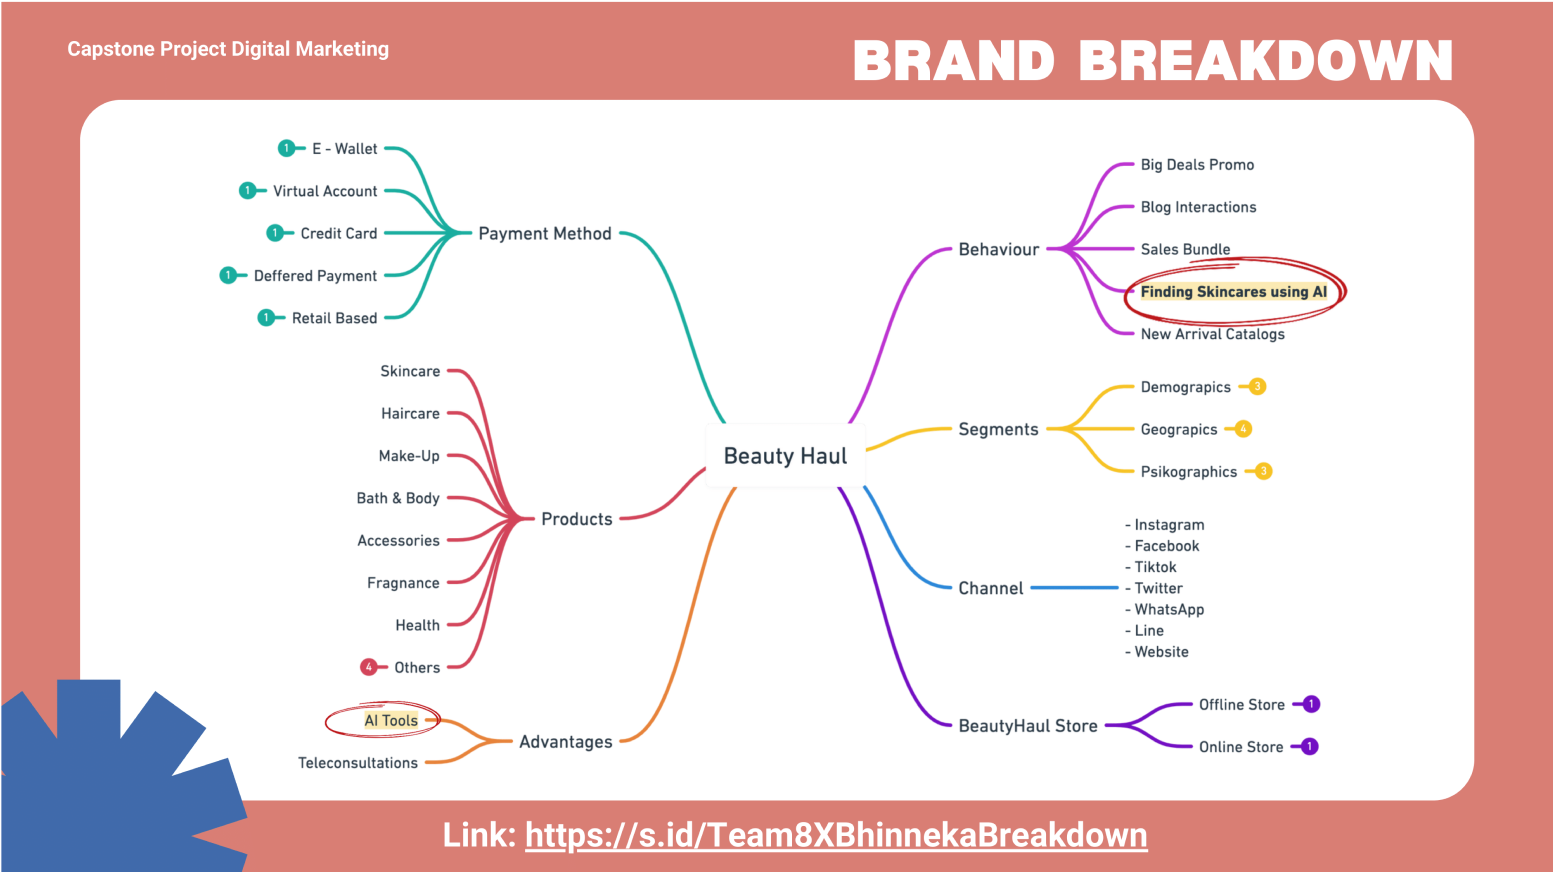 Capstone Project Digital Marketing
BRAND BREAKDOWN
1 E - Wallet
1 Virtual Account
1 Credit Card
1 Deffered Payment
1 Retail Based
Payment Method
Skincare
Haircare
Make-Up
Bath & Body
Accessories
Fragnance
Health
4 Others
Products
AI Tools
Teleconsultations
Advantages
Beauty Haul
Behaviour
Big Deals Promo
Blog Interactions
Sales Bundle
Finding Skincares using AI
New Arrival Catalogs
Segments
Demograpics 3
Geograpics 4
Psikographics 3
Channel
- Instagram
- Facebook
- Tiktok
- Twitter
- WhatsApp
- Line
- Website
BeautyHaul Store
Offline Store 1
Online Store 1
Link: https://s.id/Team8XBhinnekaBreakdown